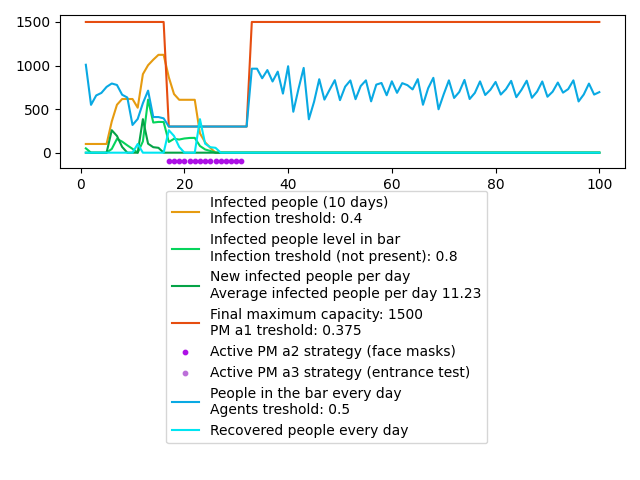 1500
1000
500
0
0
20
40
60
80
100
Infected people (10 days)
Infection treshold: 0.4
Infected people level in bar
Infection treshold (not present): 0.8
New infected people per day
Average infected people per day 11.23
Final maximum capacity: 1500
PM a1 treshold: 0.375
Active PM a2 strategy (face masks)
Active PM a3 strategy (entrance test)
People in the bar every day
Agents treshold: 0.5
Recovered people every day